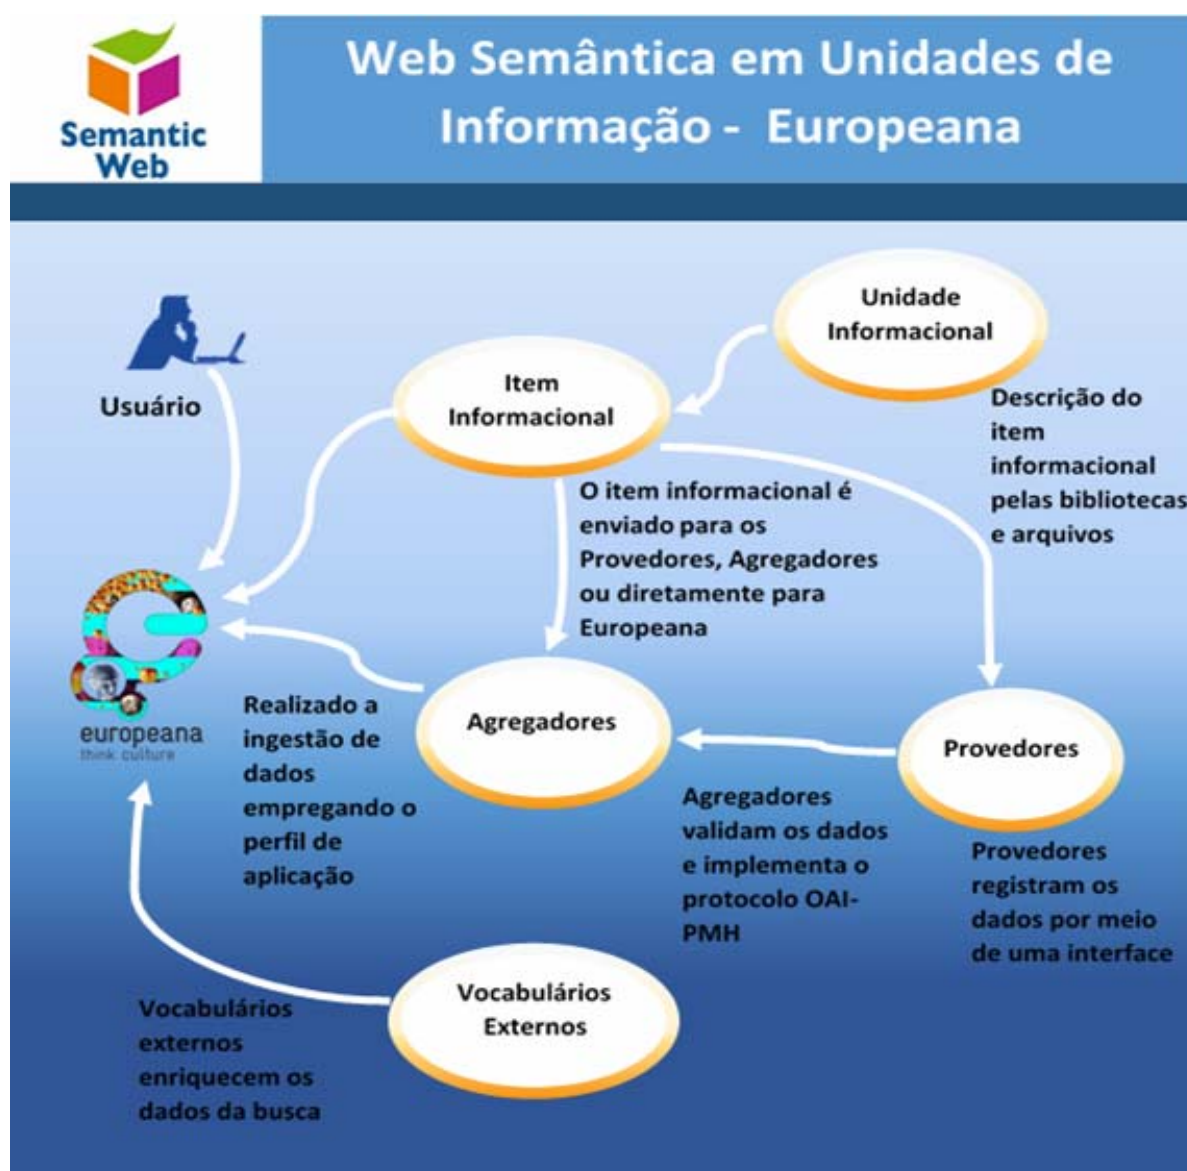 Semantic
Web
Web Semântica em Unidades de
Informação - Europeana
Unidade
Informacional
Item
Informacional
Usuário
Descrição do
item
informacional
pelas bibliotecas
e arquivos
O item informacional é
enviado para os
Provedores, Agregadores
ou diretamente para
Europeana
europeana
think culture
Realizado a
ingestão de
dados
empregando o
perfil de
aplicação
Agregadores
Provedores
Agregadores
validam os dados
e implementa o
protocolo OAI-
PMH
Provedores
registram os
dados por meio
de uma interface
Vocabulários
Externos
Vocabulários
externos
enriquecem os
dados da busca